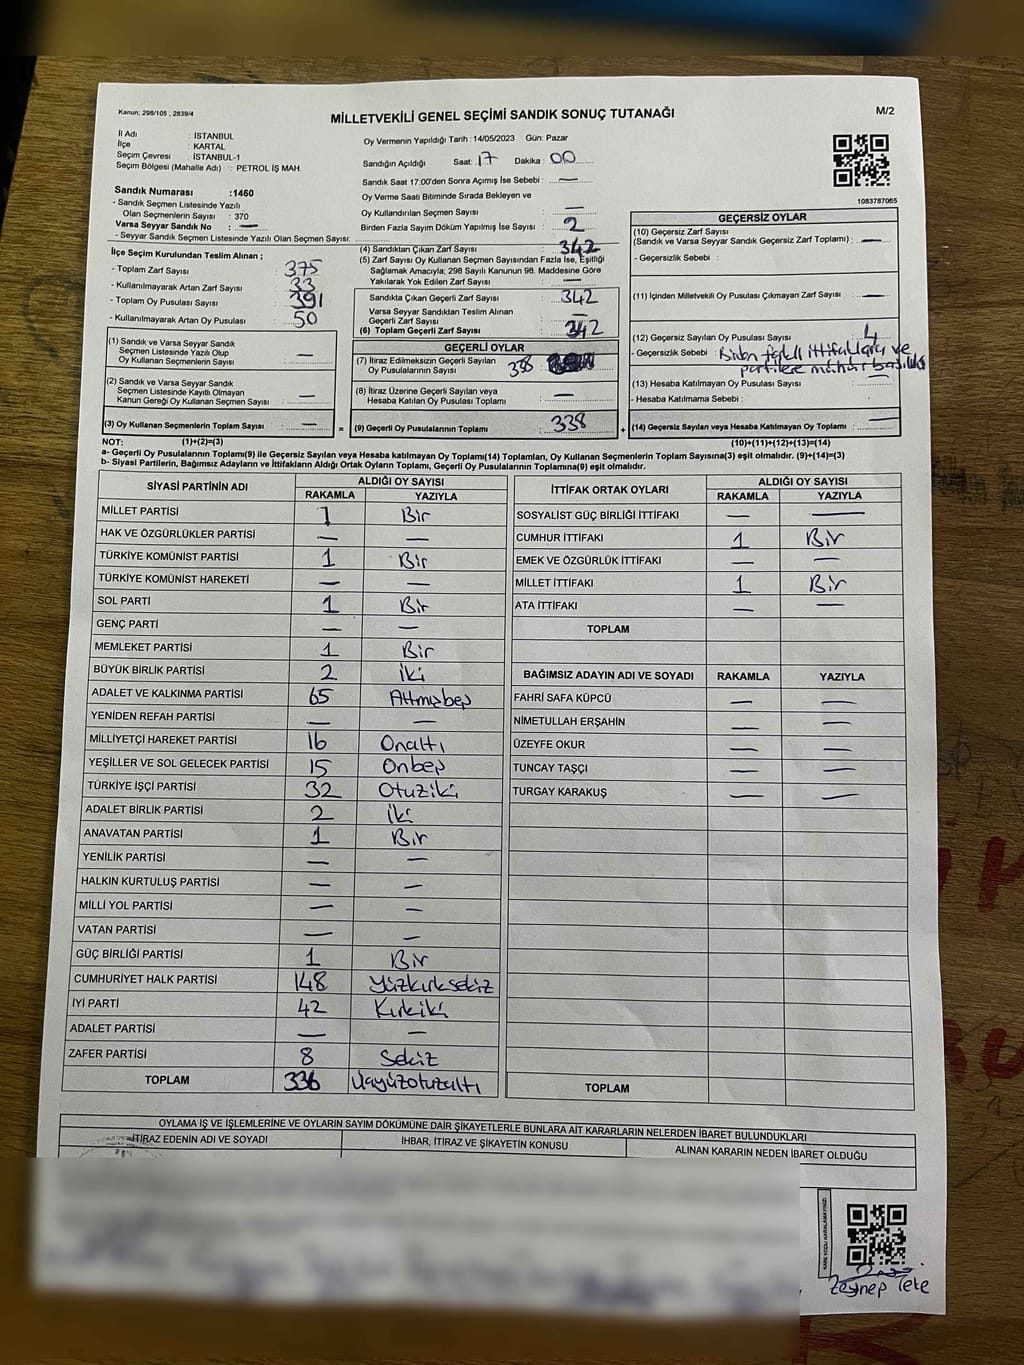 Kanun; 298/105 , 2839/4
MİLLETVEKİLİ GENEL SEÇİMİ SANDIK SONUÇ TUTANAĞI
M/2
İl Adı : İSTANBUL
İlçe : KARTAL
Seçim Çevresi : İSTANBUL-1
Seçim Bölgesi (Mahalle Adı) : PETROL İŞ MAH.
Sandık Numarası :1460
- Sandık Seçmen Listesinde Yazılı
Olan Seçmenlerin Sayısı : 370
Varsa Seyyar Sandık No :
- Seyyar Sandık Listesinde Yazılı Olan Seçmen Sayısı:
Oy Vermenin Yapıldığı Tarih : 14/05/2023 Gün: Pazar
Sandığın Açıldığı Saat: 17 Dakika: 00
Sandık Saat 17:00'den Sonra Açımış İse Sebebi : —
Oy Verme Saati Bitiminde Sırada Bekleyen ve
Oy Kullandırılan Seçmen Sayısı : —
Birden Fazla Sayım Döküm Yapılmış İse Sayısı : 2
1083787065
İlçe Seçim Kurulundan Teslim Alınan ;
- Toplam Zarf Sayısı : 375
- Kullanılmayarak Artan Zarf Sayısı : 33
- Toplam Oy Pusulası Sayısı : 391
- Kullanılmayarak Artan Oy Pusulası : 50
(4) Sandıktan Çıkan Zarf Sayısı : 342
(5) Zarf Sayısı Oy Kullanan Seçmen Sayısından Fazla İse, Eşitliği
Sağlamak Amacıyla; 298 Sayılı Kanunun 98. Maddesine Göre
Yakılarak Yok Edilen Zarf Sayısı : —
Sandıkta Çıkan Geçerli Zarf Sayısı : 342
Varsa Seyyar Sandıktan Teslim Alınan
Geçerli Zarf Sayısı : —
(6) Toplam Geçerli Zarf Sayısı : 342
GEÇERSİZ OYLAR
(10) Geçersiz Zarf Sayısı
(Sandık ve Varsa Seyyar Sandık Geçersiz Zarf Toplamı) : —
- Geçersizlik Sebebi :
(11) İçinden Milletvekili Oy Pusulası Çıkmayan Zarf Sayısı : —
(12) Geçersiz Sayılan Oy Pusulası Sayısı : 4
- Geçersizlik Sebebi : Birden fazla ittifaklara ve
partilere mühür
(13) Hesaba Katılmayan Oy Pusulası Sayısı : —
- Hesaba Katılmama Sebebi :
(14) Geçersiz Sayılan veya Hesaba Katılmayan Oy Toplamı : —
(1) Sandık ve Varsa Seyyar Sandık
Seçmen Listesinde Yazılı Olup
Oy Kullanan Seçmenlerin Sayısı : —
(2) Sandık ve Varsa Seyyar Sandık
Seçmen Listesinde Kayıtlı Olmayan
Kanun Gereği Oy Kullanan Seçmen Sayısı : —
(3) Oy Kullanan Seçmenlerin Toplam Sayısı : —
GEÇERLİ OYLAR
(7) İtiraz Edilmeksizin Geçerli Sayılan
Oy Pusulalarının Sayısı : 338
(8) İtiraz Üzerine Geçerli Sayılan veya
Hesaba Katılan Oy Pusulası Toplamı : —
= (9) Geçerli Oy Pusulalarının Toplamı : 338 +
NOT: (1)+(2)=(3) (10)+(11)+(12)+(13)=(14)
a- Geçerli Oy Pusulalarının Toplamı(9) ile Geçersiz Sayılan veya Hesaba katılmayan Oy Toplamı(14) Toplamları, Oy Kullanan Seçmenlerin Toplam Sayısına(3) eşit olmalıdır. (9)+(14)=(3)
b- Siyasi Partilerin, Bağımsız Adayların ve İttifakların Aldığı Ortak Oyların Toplamı, Geçerli Oy Pusulalarının Toplamına(9) eşit olmalıdır.
SİYASİ PARTİNİN ADI ALDIĞI OY SAYISI
RAKAMLA YAZIYLA
MİLLET PARTİSİ 1 Bir
HAK VE ÖZGÜRLÜKLER PARTİSİ — —
TÜRKİYE KOMÜNİST PARTİSİ 1 Bir
TÜRKİYE KOMÜNİST HAREKETİ — —
SOL PARTİ 1 Bir
GENÇ PARTİ — —
MEMLEKET PARTİSİ 1 Bir
BÜYÜK BİRLİK PARTİSİ 2 İki
ADALET VE KALKINMA PARTİSİ 65 Altmışbeş
YENİDEN REFAH PARTİSİ — —
MİLLİYETÇİ HAREKET PARTİSİ 16 Onaltı
YEŞİLLER VE SOL GELECEK PARTİSİ 15 Onbeş
TÜRKİYE İŞÇİ PARTİSİ 32 Otuziki
ADALET BİRLİK PARTİSİ 2 İki
ANAVATAN PARTİSİ 1 Bir
YENİLİK PARTİSİ — —
HALKIN KURTULUŞ PARTİSİ — —
MİLLİ YOL PARTİSİ — —
VATAN PARTİSİ — —
GÜÇ BİRLİĞİ PARTİSİ 1 Bir
CUMHURİYET HALK PARTİSİ 148 Yüzkırksekiz
İYİ PARTİ 42 Kırkiki
ADALET PARTİSİ — —
ZAFER PARTİSİ 8 Sekiz
TOPLAM 336 Üçyüzotuzaltı
İTTİFAK ORTAK OYLARI ALDIĞI OY SAYISI
RAKAMLA YAZIYLA
SOSYALİST GÜÇ BİRLİĞİ İTTİFAKI — —
CUMHUR İTTİFAKI 1 Bir
EMEK VE ÖZGÜRLÜK İTTİFAKI — —
MİLLET İTTİFAKI 1 Bir
ATA İTTİFAKI — —
TOPLAM
BAĞIMSIZ ADAYIN ADI VE SOYADI RAKAMLA YAZIYLA
FAHRİ SAFA KÜPCÜ — —
NİMETULLAH ERŞAHİN — —
ÜZEYFE OKUR — —
TUNCAY TAŞÇI — —
TURGAY KARAKUŞ — —
TOPLAM
OYLAMA İŞ VE İŞLEMLERİNE VE OYLARIN SAYIM DÖKÜMÜNE DAİR ŞİKAYETLERLE BUNLARA AİT KARARLARIN NELERDEN İBARET BULUNDUKLARI
İTİRAZ EDENİN ADI VE SOYADI İHBAR, İTİRAZ VE ŞİKAYETİN KONUSU ALINAN KARARIN NEDEN İBARET OLDUĞU
KARE KODU KARALAMAYINIZ!
Zeynep Teke